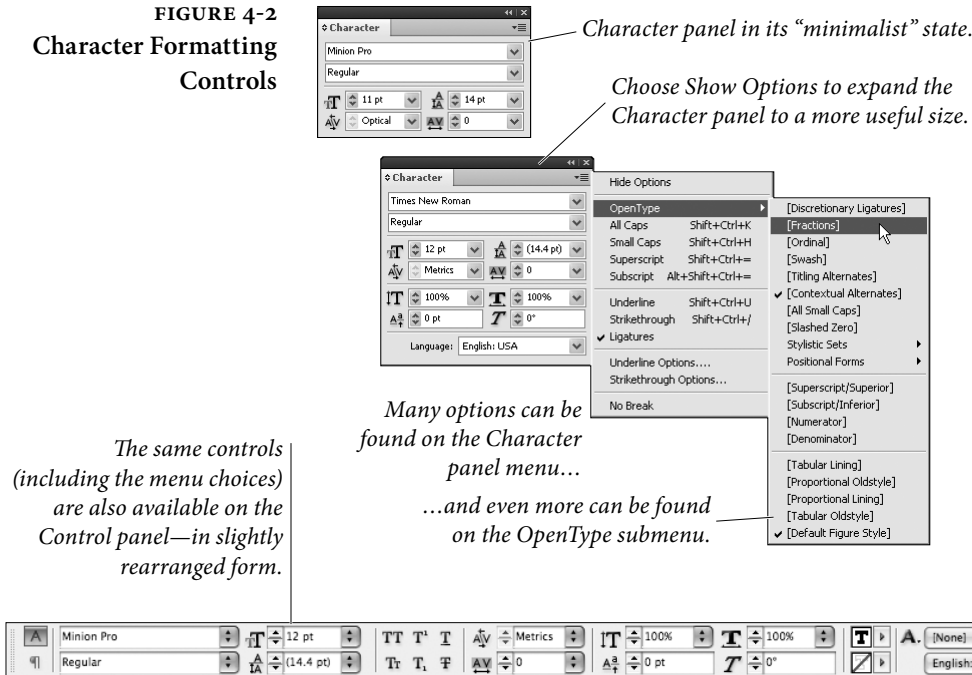 FIGURE 4-2
Character Formatting
Controls
Character
Minion Pro
Regular
11 pt
14 pt
Optical
0
Character panel in its “minimalist” state.
Choose Show Options to expand the
Character panel to a more useful size.
Character
Times New Roman
Regular
12 pt
(14.4 pt)
Metrics
0
100%
100%
0 pt
0°
Language: English: USA
Hide Options
OpenType
All Caps Shift+Ctrl+K
Small Caps Shift+Ctrl+H
Superscript Shift+Ctrl+=
Subscript Alt+Shift+Ctrl+=
Underline Shift+Ctrl+U
Strikethrough Shift+Ctrl+/
Ligatures
Underline Options....
Strikethrough Options...
No Break
[Discretionary Ligatures]
[Fractions]
[Ordinal]
[Swash]
[Titling Alternates]
[Contextual Alternates]
[All Small Caps]
[Slashed Zero]
Stylistic Sets
Positional Forms
[Superscript/Superior]
[Subscript/Inferior]
[Numerator]
[Denominator]
[Tabular Lining]
[Proportional Oldstyle]
[Proportional Lining]
[Tabular Oldstyle]
[Default Figure Style]
Many options can be
found on the Character
panel menu…
…and even more can be found
on the OpenType submenu.
The same controls
(including the menu choices)
are also available on the
Control panel—in slightly
rearranged form.
A Minion Pro 12 pt TT T¹ T Metrics 100% 100% T A. [None]
¶ Regular (14.4 pt) Tт T₁ T 0 0 pt 0° English: